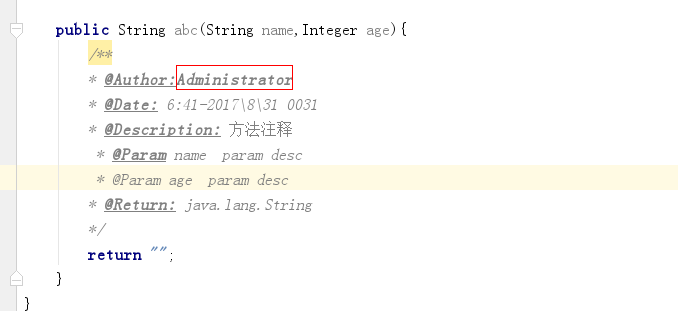 public String abc(String name,Integer age){
/**
* @Author:Administrator
* @Date: 6:41-2017\8\31 0031
* @Description: 方法注释
* @Param name param desc
* @Param age param desc
* @Return: java.lang.String
*/
return "";
}
}